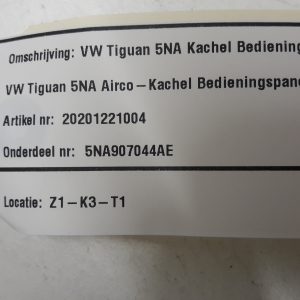 Omschrijving: VW Tiguan 5NA Kachel Bediening
VW Tiguan 5NA Airco – Kachel Bedieningspane
Artikel nr: 20201221004
Onderdeel nr: 5NA907044AE
Locatie: Z1–K3–T1